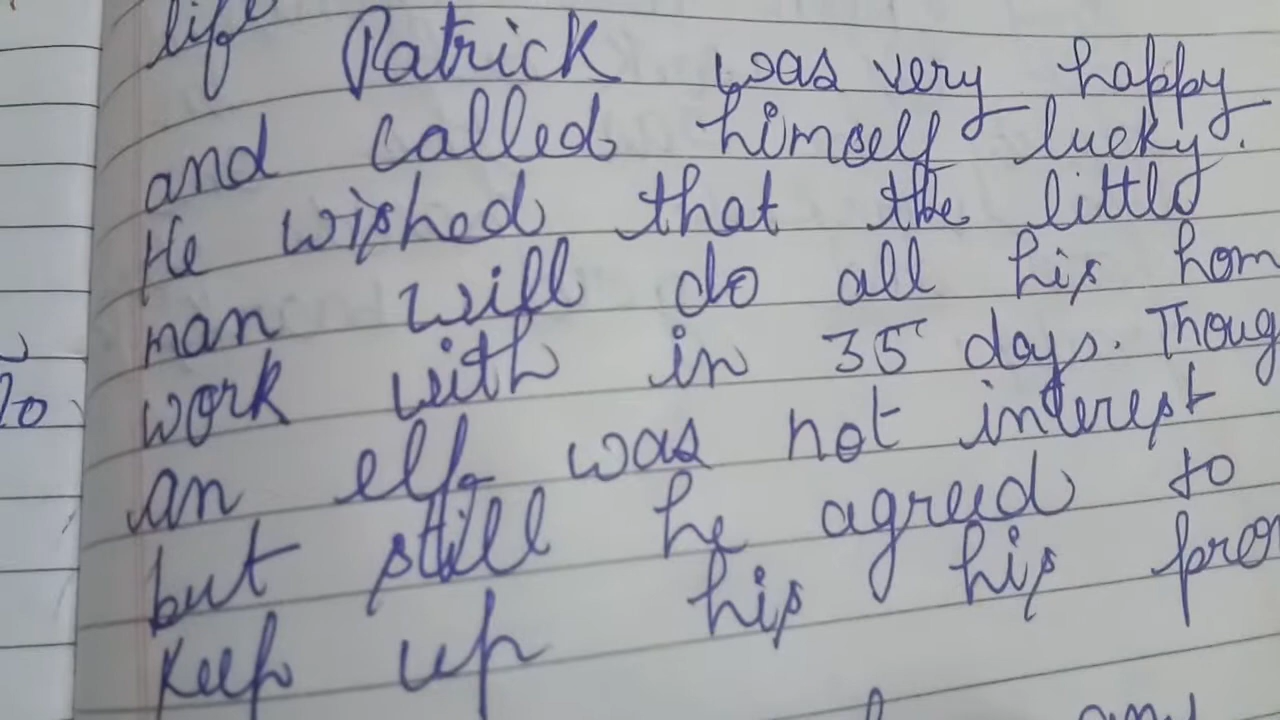 life
Patrick was very happy
and called himself lucky.
He wished that the little
man will do all his hom
work with in 35 days. Thoug
an elf was not interest
but still he agreed to
keep up his his pro
any